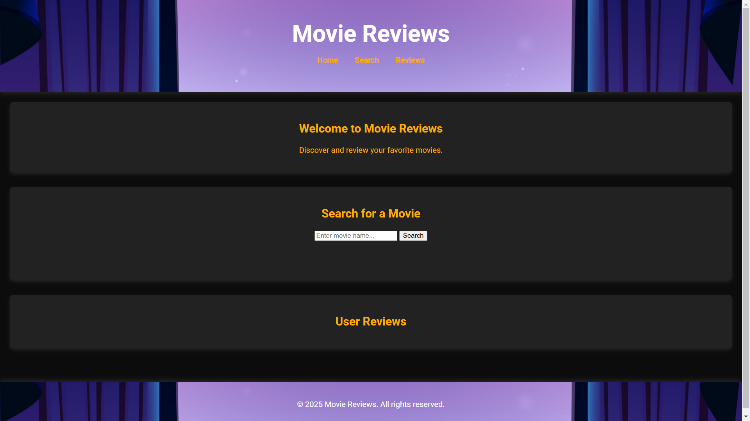 Movie Reviews
Home Search Reviews
Welcome to Movie Reviews
Discover and review your favorite movies.
Search for a Movie
Enter movie name... Search
User Reviews
© 2025 Movie Reviews. All rights reserved.